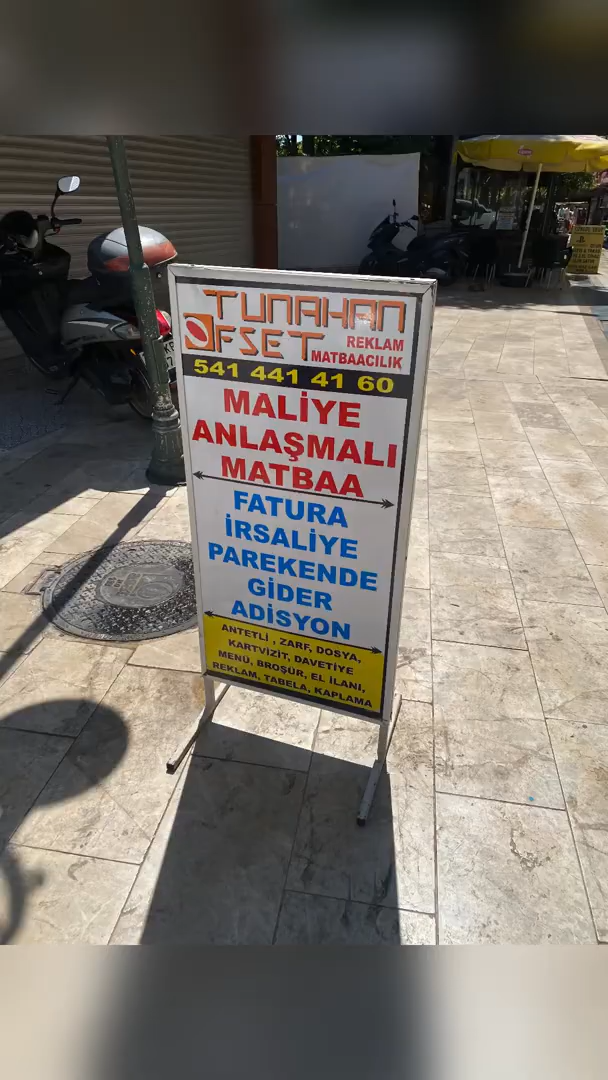 TUNAHAN
OFSET REKLAM
MATBAACILIK
541 441 41 60
MALİYE
ANLAŞMALI
MATBAA
FATURA
İRSALİYE
PAREKENDE
GİDER
ADİSYON
ANTETLİ , ZARF, DOSYA,
KARTVİZİT, DAVETİYE
MENÜ, BROŞÜR, EL İLANI,
REKLAM, TABELA, KAPLAMA